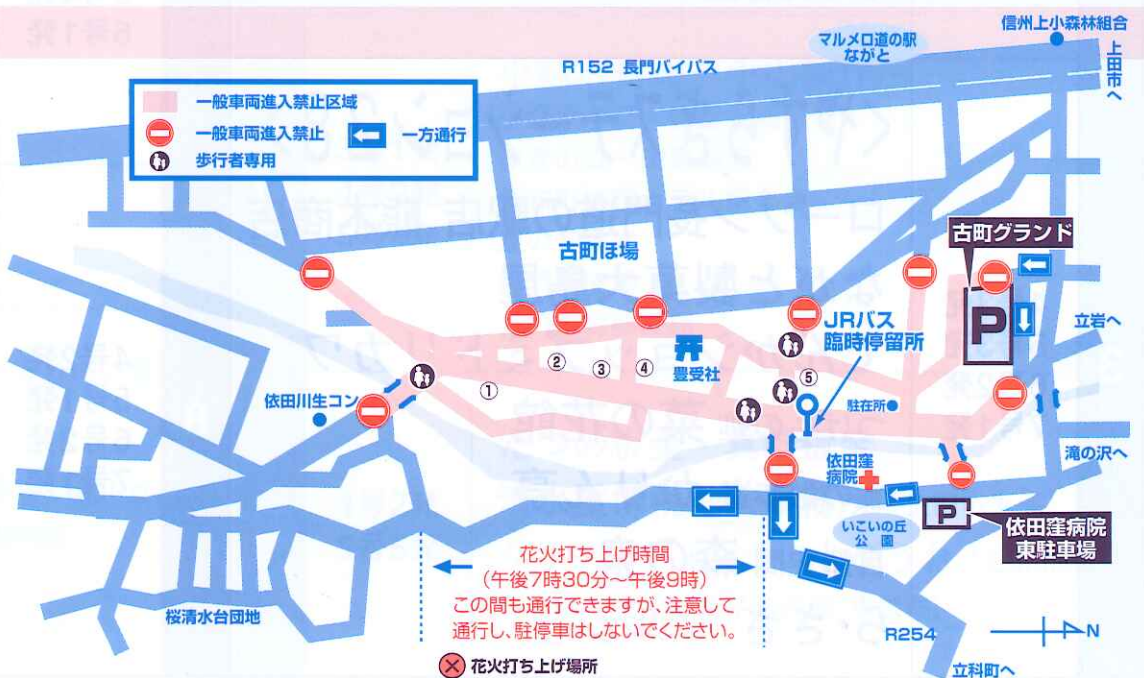 信州上小森林組合
マルメロ道の駅
ながと
上田市へ
R152 長門バイパス
一般車両進入禁止区域
一般車両進入禁止
一方通行
歩行者専用
古町グランド
P
古町ほ場
立岩へ
JRバス
臨時停留所
豊受社
①
②
③
④
⑤
駐在所
依田川生コン
滝の沢へ
依田窪
病院
P
依田窪病院
東駐車場
いこいの丘
公園
花火打ち上げ時間
(午後7時30分~午後9時)
この間も通行できますが、注意して
通行し、駐停車はしないでください。
桜清水台団地
R254
N
立科町へ
花火打ち上げ場所